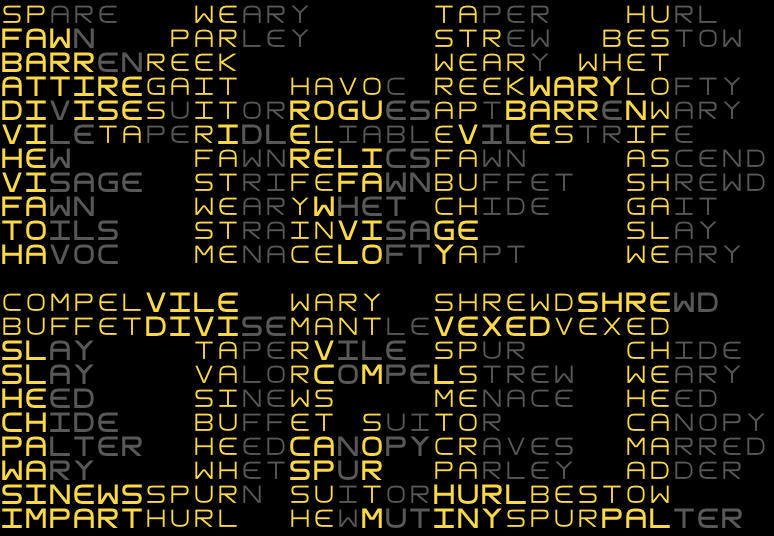 SPARE WEARY TAPER HURL
FAWN PARLEY STREW BESTOW
BARRENREEK WEARY WHET
ATTIREGAIT HAVOC REEKWARYLOFTY
DIVISESUITORROGUESAPTBARRENWARY
VILETAPERIDLELIABLEVILESTRIFE
HEW FAWNRELICSFAWN ASCEND
VISAGE STRIFEFAWNBUFFET SHREWD
FAWN WEARYWHET CHIDE GAIT
TOILS STRAINVISAGE SLAY
HAVOC MENACELOFTYAPT WEARY
COMPELVILE WARY SHREWDSHREWD
BUFFETDIVISEMANTLEVEXEDVEXED
SLAY TAPERVILE SPUR CHIDE
SLAY VALORCOMPELSTREW WEARY
HEED SINEWS MENACE HEED
CHIDE BUFFET SUITOR CANOPY
PALTER HEEDCANOPYCRAVES MARRED
WARY WHETSPUR PARLEY ADDER
SINEWSSPURN SUITORHURLBESTOW
IMPARTHURL HEWMUTINYSPURPALTER